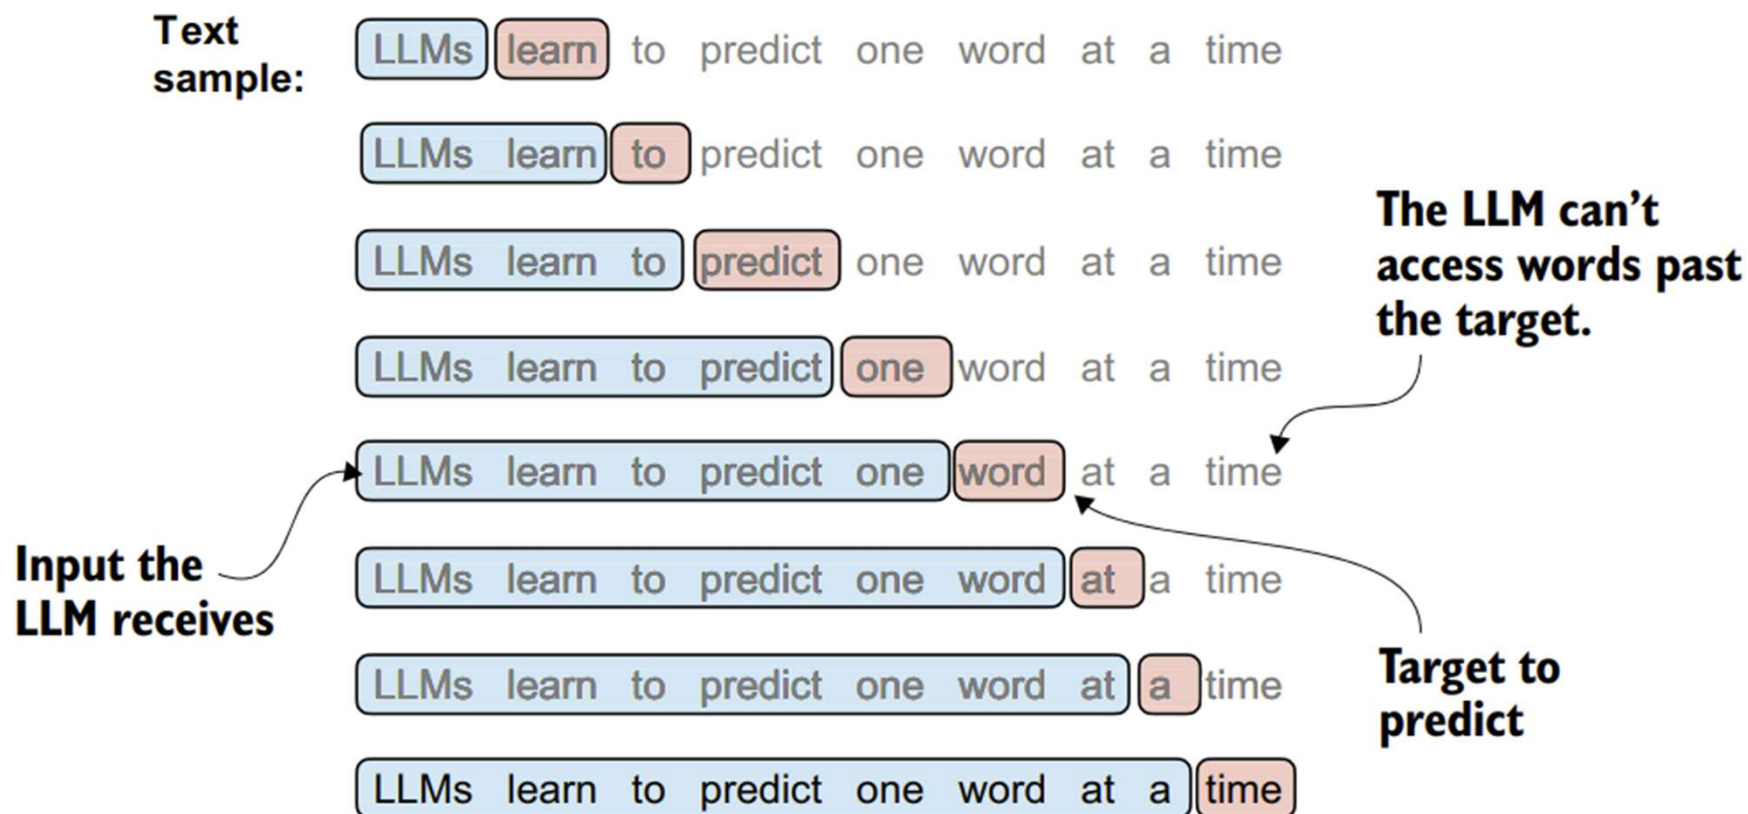 Text
sample:
LLMs learn to predict one word at a time
LLMs learn to predict one word at a time
LLMs learn to predict one word at a time
LLMs learn to predict one word at a time
LLMs learn to predict one word at a time
LLMs learn to predict one word at a time
LLMs learn to predict one word at a time
LLMs learn to predict one word at a time
The LLM can’t
access words past
the target.
Input the
LLM receives
Target to
predict